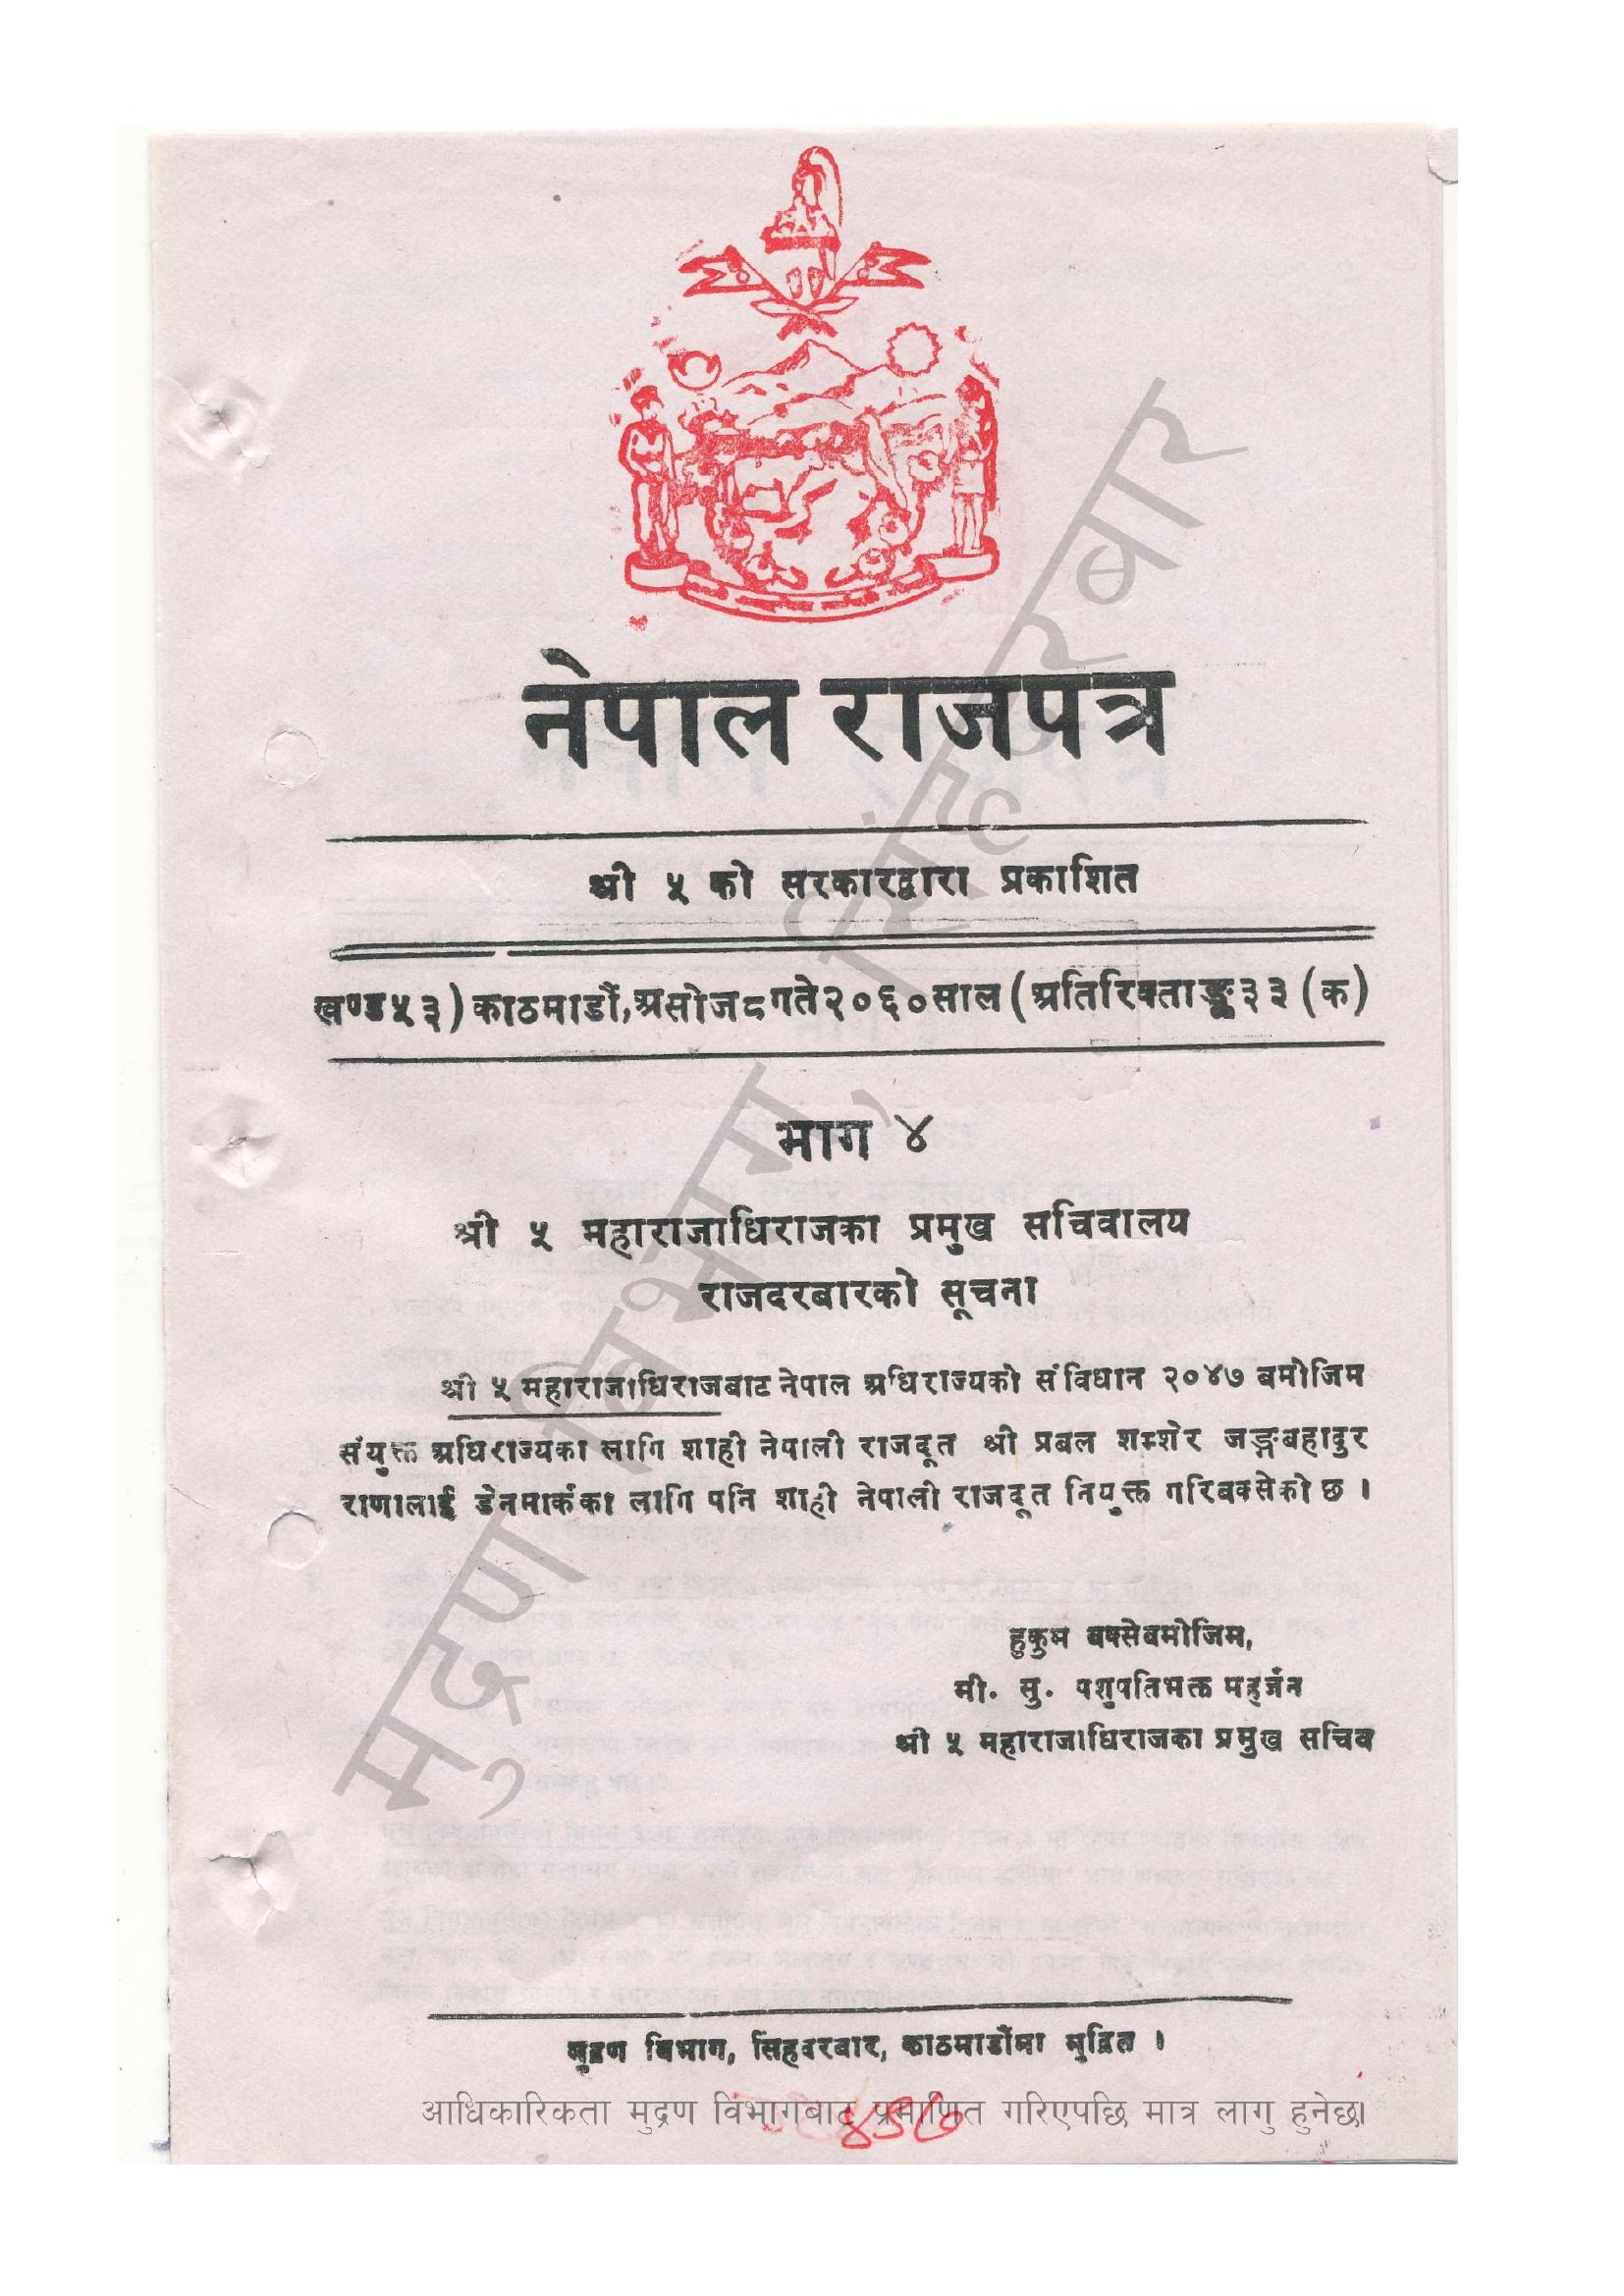 नेपाल राजपत्र
श्री ५ को सरकारद्वारा प्रकाशित
खण्ड ५३) काठमाडौं, असोज ८ गते २०६० साल (अतिरिक्ताङ्क ३३ (क)
भाग ४
श्री ५ महाराजाधिराजका प्रमुख सचिवालय
राजदरबारको सूचना
श्री ५ महाराजाधिराजबाट नेपाल अधिराज्यको संविधान २०४७ बमोजिम
संयुक्त अधिराज्यका लागि शाही नेपाली राजदूत श्री प्रबल शम्शेर जङ्गबहादुर
राणालाई डेनमार्कका लागि पनि शाही नेपाली राजदूत नियुक्त गरिबक्सेको छ ।
हुकुम बक्सेबमोजिम,
मी. सु. पशुपतिभक्त महर्जन
श्री ५ महाराजाधिराजका प्रमुख सचिव
मुद्रण विभाग, सिंहदरबार
मुद्रण विभाग, सिंहदरबार, काठमाडौंमा मुद्रित ।
आधिकारिकता मुद्रण विभागबाट प्रमाणित गरिएपछि मात्र लागु हुनेछ।